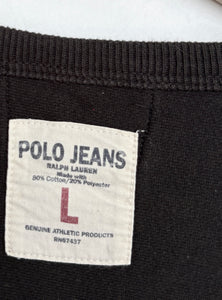 POLO JEANS
RALPH LAUREN
Made with
80% Cotton/20% Polyester
L
GENUINE ATHLETIC PRODUCTS
RN67437